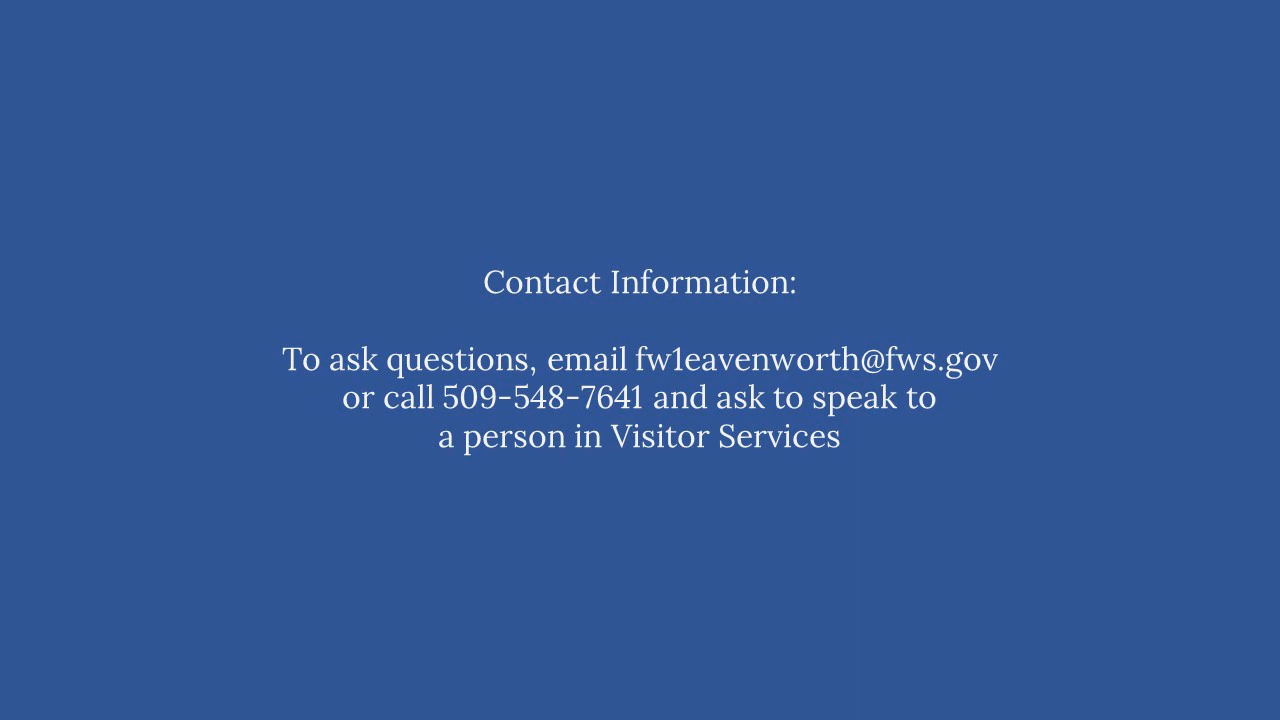 Contact Information:
To ask questions, email fw1eavenworth@fws.gov
or call 509-548-7641 and ask to speak to
a person in Visitor Services